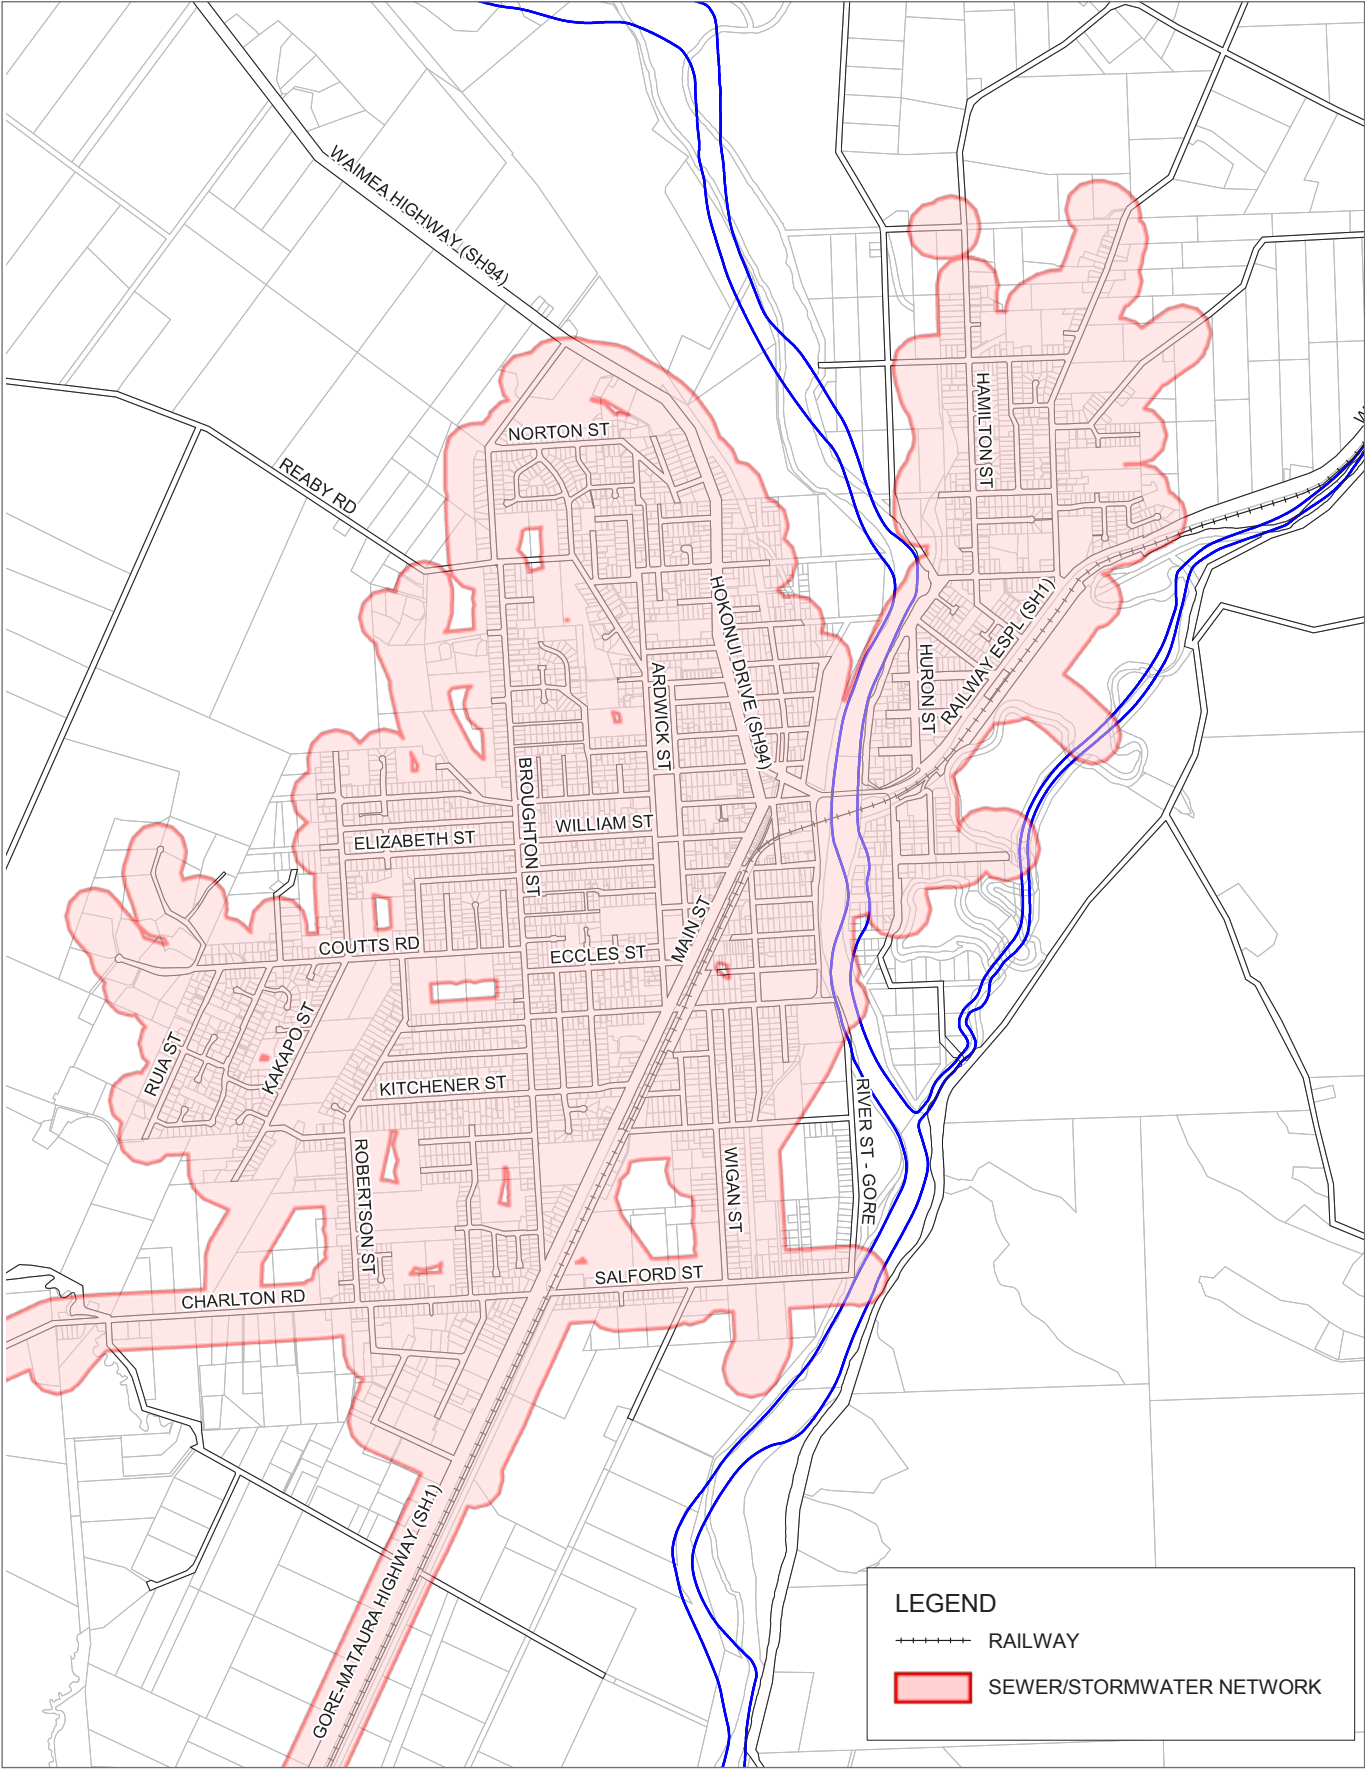 WAIMEA HIGHWAY (SH94)
NORTON ST
HAMILTON ST
REABY RD
HOKONUI DRIVE (SH94)
RAILWAY ESPL (SH1)
HURON ST
ARDWICK ST
BROUGHTON ST
WILLIAM ST
ELIZABETH ST
MAIN ST
COUTTS RD
ECCLES ST
RUIA ST
KAKAPO ST
KITCHENER ST
RIVER ST - GORE
ROBERTSON ST
WIGAN ST
SALFORD ST
CHARLTON RD
GORE-MATAURA HIGHWAY (SH1)
LEGEND
RAILWAY
SEWER/STORMWATER NETWORK